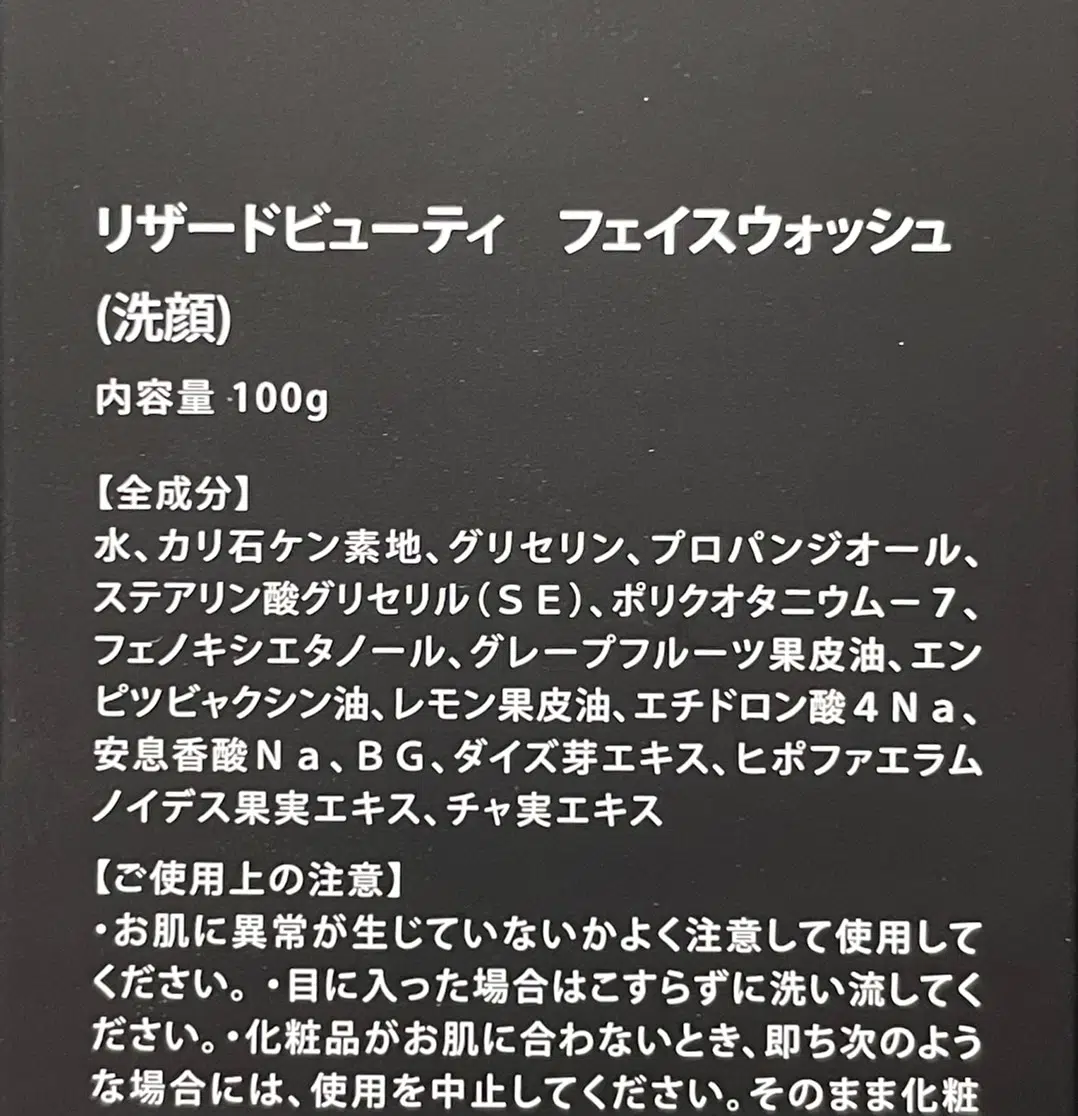 リザードビューティ　フェイスウォッシュ
(洗顔)
内容量 100g
【全成分】
水、カリ石ケン素地、グリセリン、プロパンジオール、
ステアリン酸グリセリル（ＳＥ）、ポリクオタニウムー７、
フェノキシエタノール、グレープフルーツ果皮油、エン
ピツビャクシン油、レモン果皮油、エチドロン酸４Ｎａ、
安息香酸Ｎａ、ＢＧ、ダイズ芽エキス、ヒポファエラム
ノイデス果実エキス、チャ実エキス
【ご使用上の注意】
・お肌に異常が生じていないかよく注意して使用して
ください。・目に入った場合はこすらずに洗い流してく
ださい。・化粧品がお肌に合わないとき、即ち次のよう
な場合には、使用を中止してください。そのまま化粧